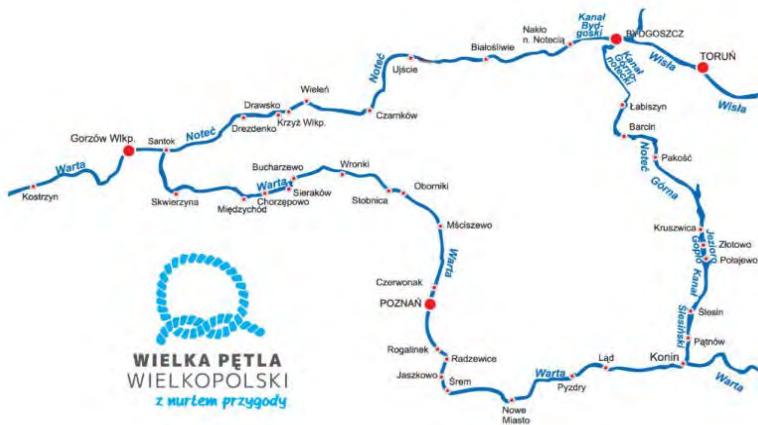 Kanał
Byd-
goski
BYDGOSZCZ
Nakło
n. Notecią
Białośliwie
Ujście
Noteć
TORUŃ
Wisła
Wisła
Kanał
Górno-
notecki
Łabiszyn
Barcin
Noteć
Górna
Pakość
Kruszwica
Jezioro
Gopło
Złotowo
Połajewo
Kanał
Ślesiński
Ślesin
Pątnów
Konin
Warta
Czarnków
Wieleń
Drawsko
Krzyż Wlkp.
Drezdenko
Noteć
Santok
Gorzów Wlkp.
Warta
Kostrzyn
Skwierzyna
Międzychód
Warta
Bucharzewo
Chorzępowo
Sieraków
Wronki
Stobnica
Oborniki
Mściszewo
Warta
Czerwonak
POZNAŃ
Rogalinek
Radzewice
Jaszkowo
Śrem
Nowe
Miasto
Warta
Pyzdry
Ląd
WIELKA PĘTLA
WIELKOPOLSKI
z nurtem przygody